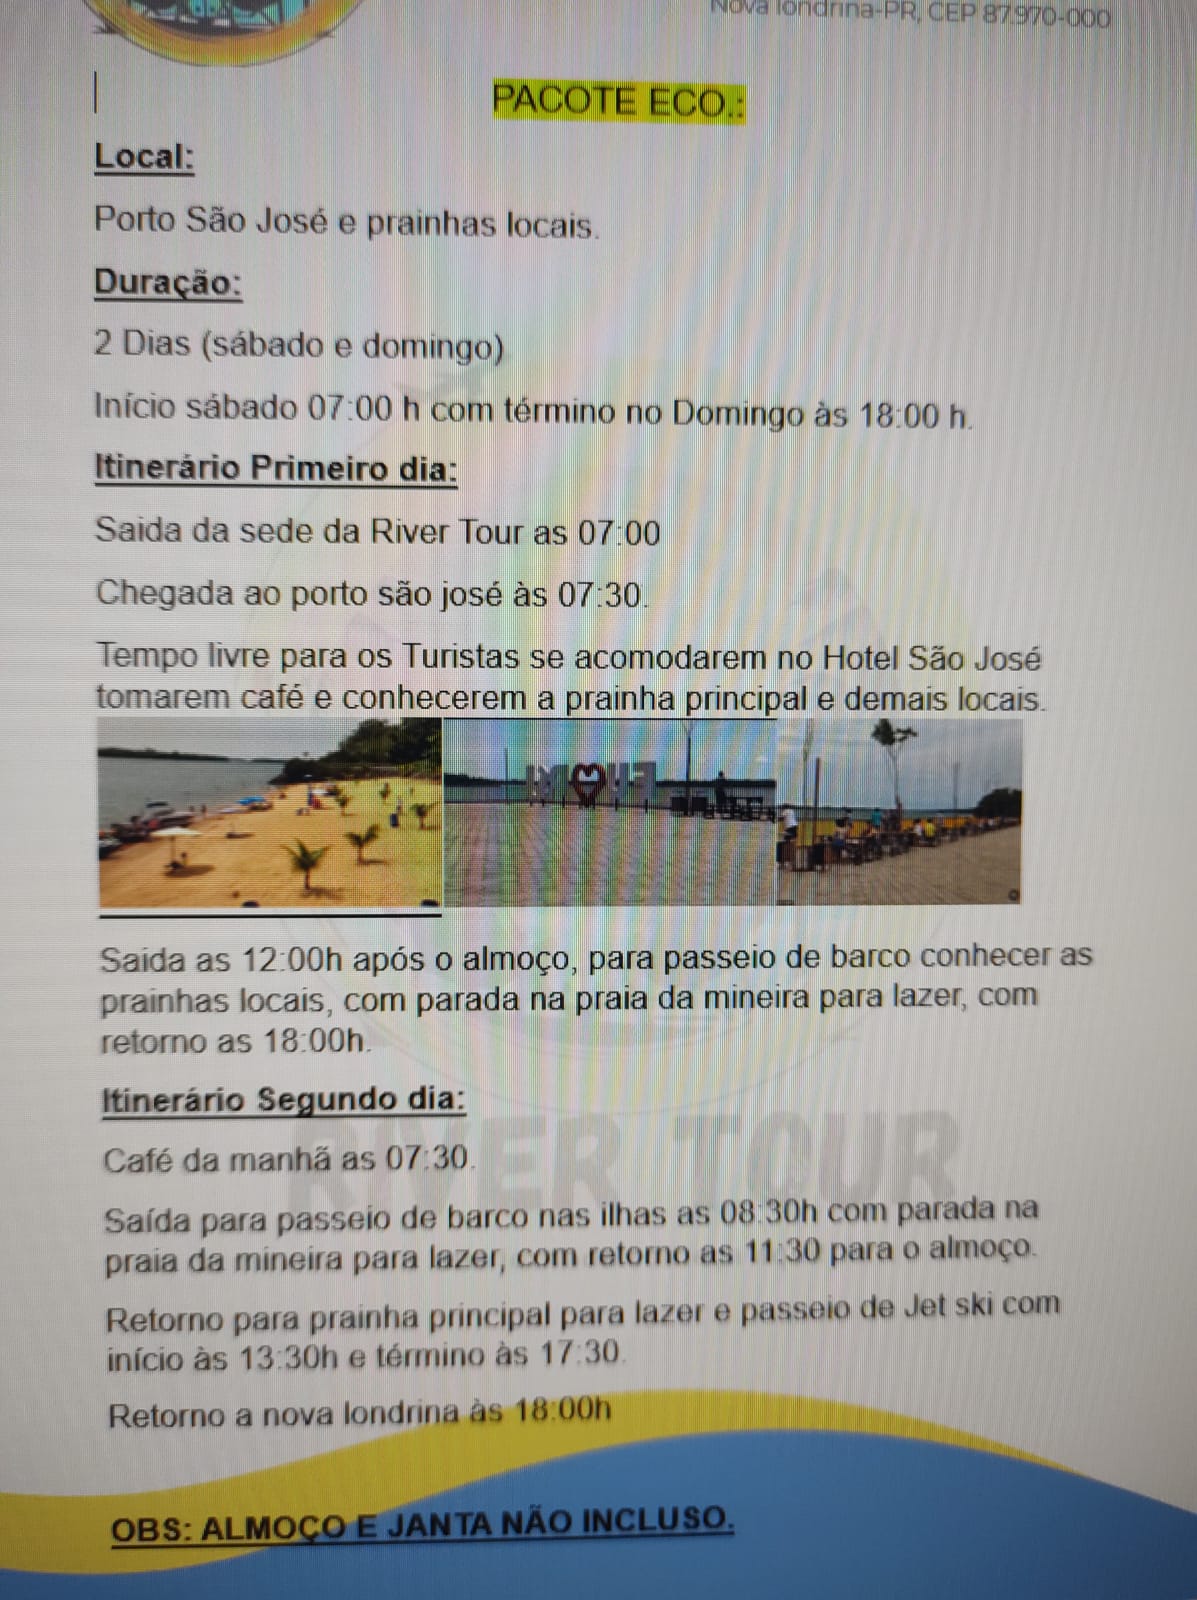 Nova londrina-PR, CEP 87.970-000
PACOTE ECO.:
Local:
Porto São José e prainhas locais.
Duração:
2 Dias (sábado e domingo)
Início sábado 07:00 h com término no Domingo às 18:00 h.
Itinerário Primeiro dia:
Saida da sede da River Tour as 07:00
Chegada ao porto são josé às 07:30.
Tempo livre para os Turistas se acomodarem no Hotel São José
tomarem café e conhecerem a prainha principal e demais locais.
Saida as 12:00h após o almoço, para passeio de barco conhecer as
prainhas locais, com parada na praia da mineira para lazer, com
retorno as 18:00h.
Itinerário Segundo dia:
RIVER TOUR
Café da manhã as 07:30.
Saída para passeio de barco nas ilhas as 08:30h com parada na
praia da mineira para lazer, com retorno as 11:30 para o almoço.
Retorno para prainha principal para lazer e passeio de Jet ski com
início às 13:30h e término às 17:30.
Retorno a nova londrina às 18:00h
OBS: ALMOÇO E JANTA NÃO INCLUSO.